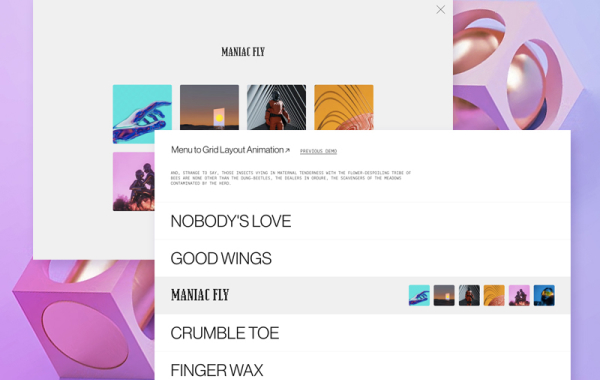 MANIAC FLY
Menu to Grid Layout Animation ↗ PREVIOUS DEMO
WHO, STRANGE TO SAY, THOSE INSECTS VYING IN MATERNAL TENDERNESS WITH THE FLOWER-DESPOILING TRIBE OF
BEES ARE NONE OTHER THAN THE DUNG-BEETLES, THE DEALERS IN ORDURE, THE SCAVENGERS OF THE MEADOWS
CONTAMINATED BY THE HERD.
NOBODY'S LOVE
GOOD WINGS
MANIAC FLY
CRUMBLE TOE
FINGER WAX